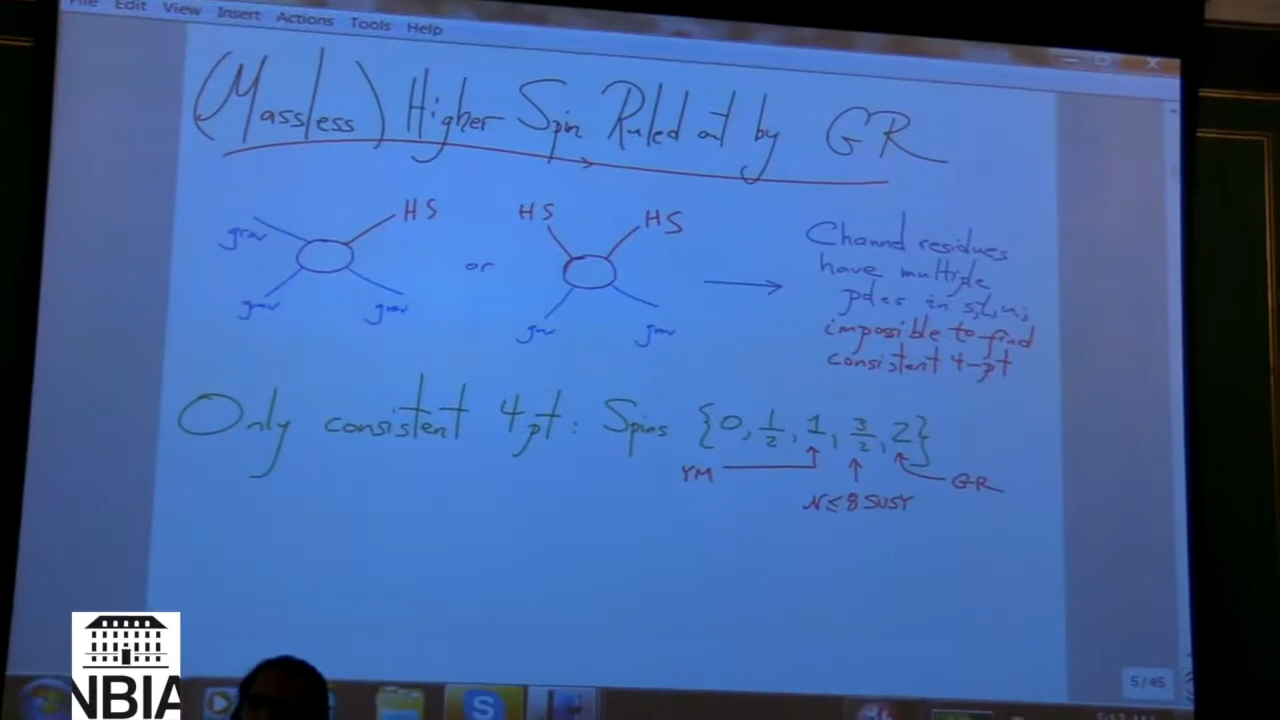 File Edit View Insert Actions Tools Help
(Massless) Higher Spin Ruled out by GR
grav
HS
grav
grav
or
HS
HS
grav
grav
Channel residues
have multiple
poles in s,t,u;
impossible to find
consistent 4-pt
Only consistent 4pt: Spins {0, 1/2, 1, 3/2, 2}
YM
N≤8 SUSY
GR
5/45
NBIA